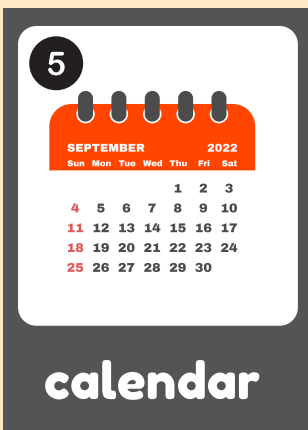 5
SEPTEMBER 2022
Sun Mon Tue Wed Thu Fri Sat
1 2 3
4 5 6 7 8 9 10
11 12 13 14 15 16 17
18 19 20 21 22 23 24
25 26 27 28 29 30
calendar